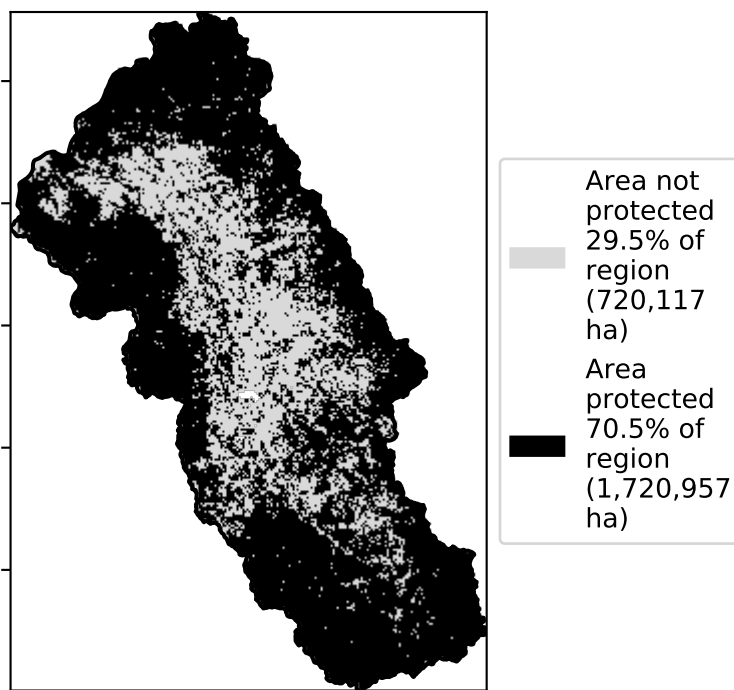 Area not
protected
29.5% of
region
(720,117
ha)
Area
protected
70.5% of
region
(1,720,957
ha)